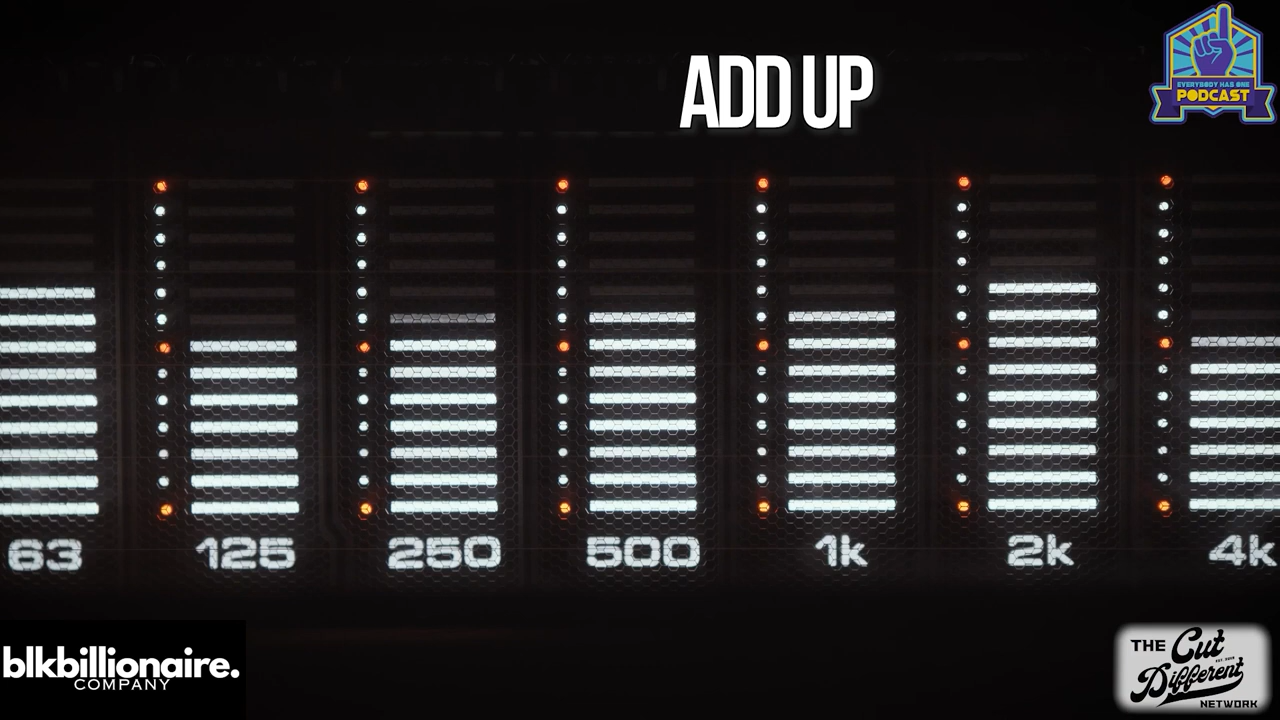 ADD UP
EVERYBODY HAS ONE
PODCAST
63 125 250 500 1k 2k 4k
blkbillionaire.
COMPANY
THE Cut
Different
NETWORK